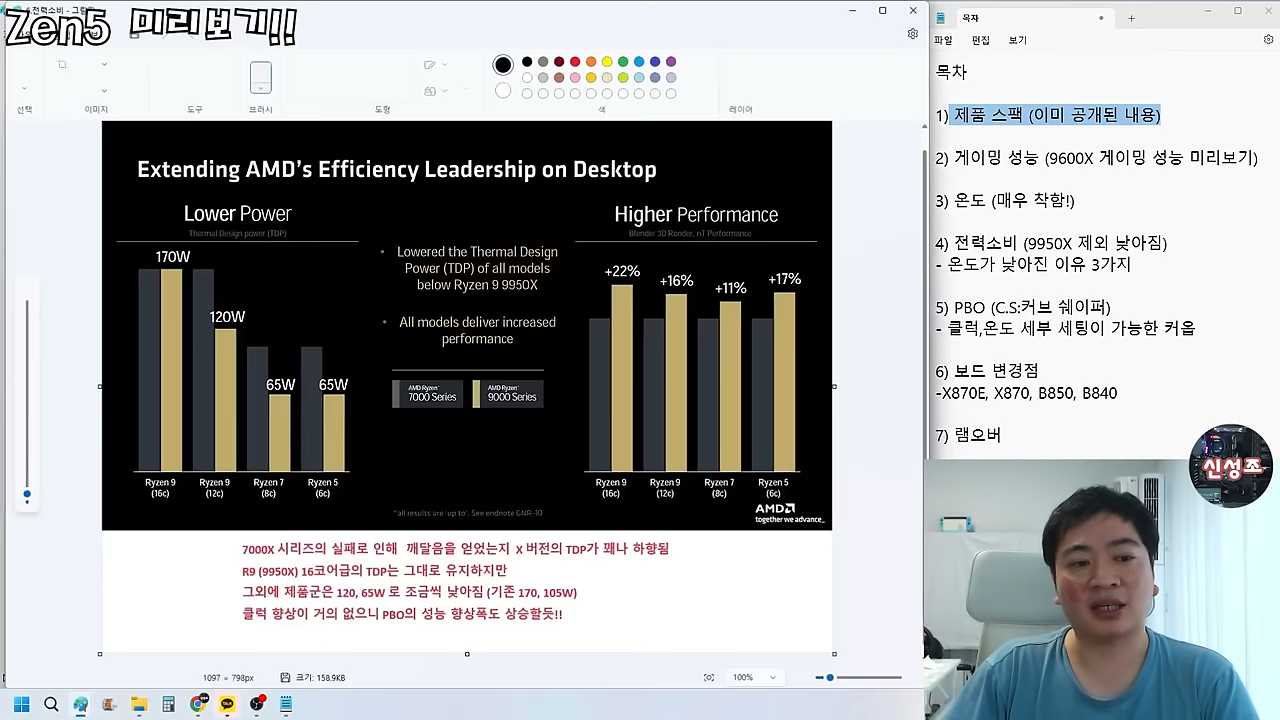 Zen5 미리보기!!
선택
이미지
도구
브러시
도형
색
레이어
Extending AMD's Efficiency Leadership on Desktop
Lower Power
Thermal Design power (TDP)
170W
120W
65W
65W
Ryzen 9
(16c)
Ryzen 9
(12c)
Ryzen 7
(8c)
Ryzen 5
(6c)
• Lowered the Thermal Design
Power (TDP) of all models
below Ryzen 9 9950X
• All models deliver increased
performance
AMD Ryzen™
7000 Series
AMD Ryzen™
9000 Series
Higher Performance
Blender 3D Render, nT Performance
+22%
+16%
+11%
+17%
Ryzen 9
(16c)
Ryzen 9
(12c)
Ryzen 7
(8c)
Ryzen 5
(6c)
*all results are 'up to'. See endnote GNR-10
AMD
together we advance_
7000X 시리즈의 실패로 인해 깨달음을 얻었는지 X 버전의 TDP가 꽤나 하향됨
R9 (9950X) 16코어급의 TDP는 그대로 유지하지만
그외에 제품군은 120, 65W 로 조금씩 낮아짐 (기존 170, 105W)
클럭 향상이 거의 없으니 PBO의 성능 향상폭도 상승할듯!!
1097 × 798px
크기: 158.9KB
100%
목차
파일
편집
보기
목차
1) 제품 스팩 (이미 공개된 내용)
2) 게이밍 성능 (9600X 게이밍 성능 미리보기)
3) 온도 (매우 착함!)
4) 전력소비 (9950X 제외 낮아짐)
- 온도가 낮아진 이유 3가지
5) PBO (C.S:커브 쉐이퍼)
- 클럭,온도 세부 세팅이 가능한 커옵
6) 보드 변경점
-X870E, X870, B850, B840
7) 램오버
신성조